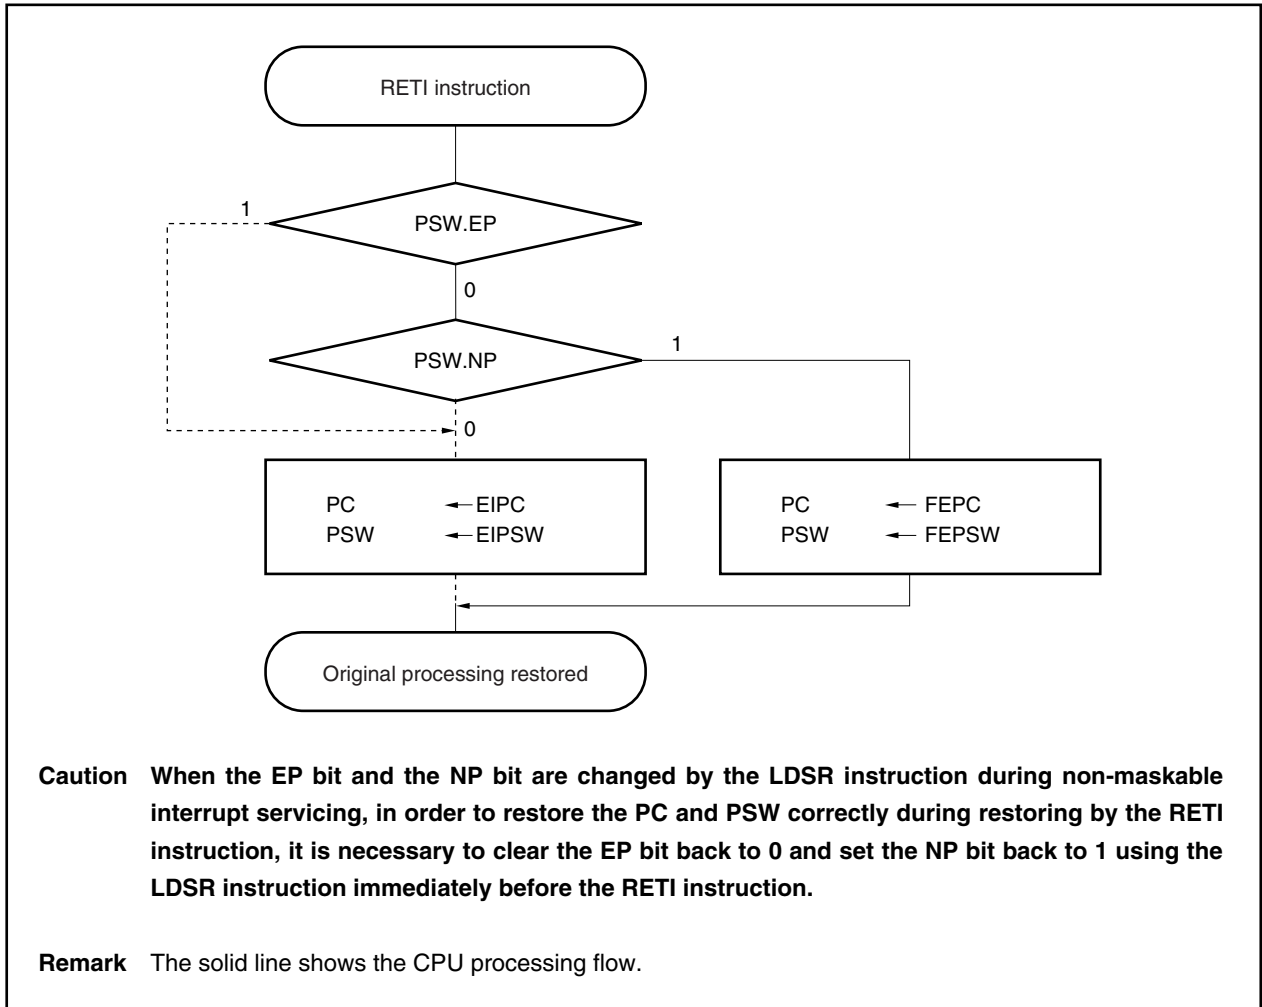 RETI instruction
1
PSW.EP
0
PSW.NP
1
0
PC ← EIPC
PSW ← EIPSW
PC ← FEPC
PSW ← FEPSW
Original processing restored
Caution When the EP bit and the NP bit are changed by the LDSR instruction during non-maskable
interrupt servicing, in order to restore the PC and PSW correctly during restoring by the RETI
instruction, it is necessary to clear the EP bit back to 0 and set the NP bit back to 1 using the
LDSR instruction immediately before the RETI instruction.
Remark The solid line shows the CPU processing flow.